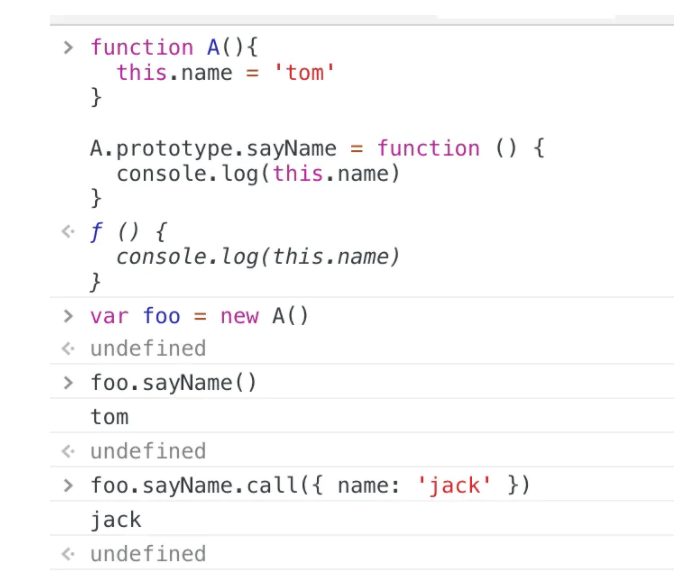 > function A(){
this.name = 'tom'
}
A.prototype.sayName = function () {
console.log(this.name)
}
< ƒ () {
console.log(this.name)
}
> var foo = new A()
< undefined
> foo.sayName()
tom
< undefined
> foo.sayName.call({ name: 'jack' })
jack
< undefined